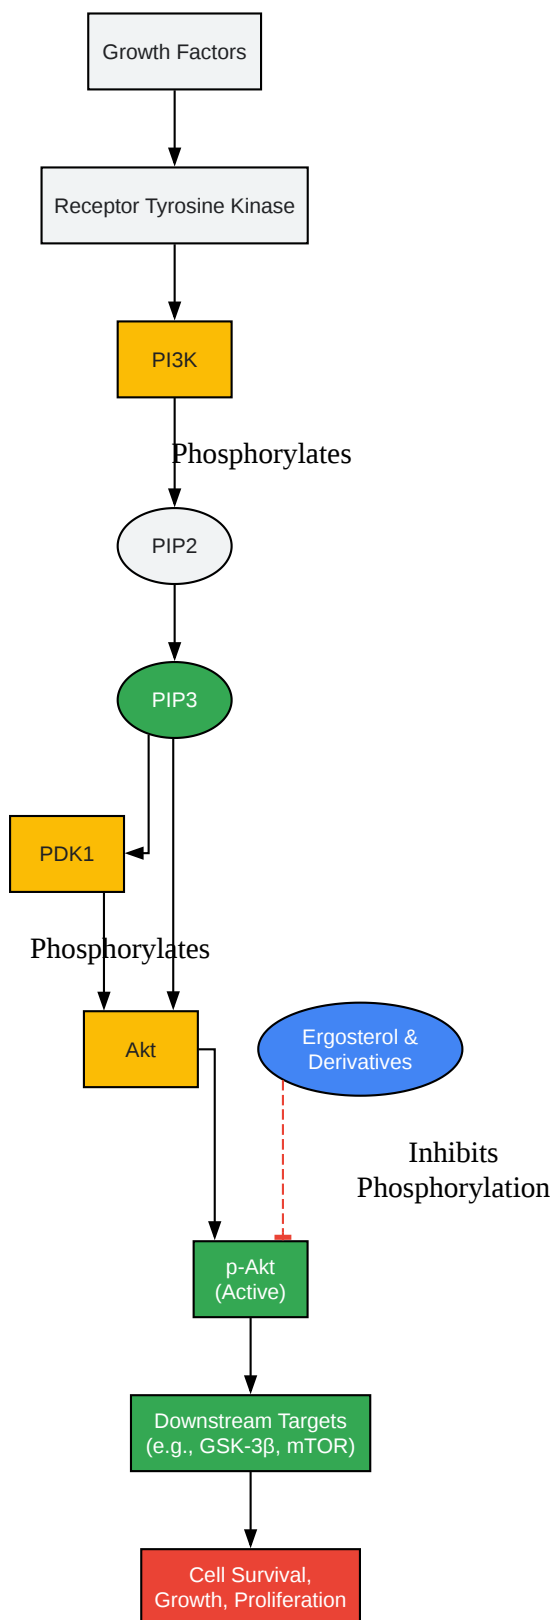 Growth Factors
Receptor Tyrosine Kinase
PI3K
Phosphorylates
PIP2
PIP3
PDK1
Phosphorylates
Akt
Ergosterol &
Derivatives
Inhibits
Phosphorylation
p-Akt
(Active)
Downstream Targets
(e.g., GSK-3β, mTOR)
Cell Survival,
Growth, Proliferation